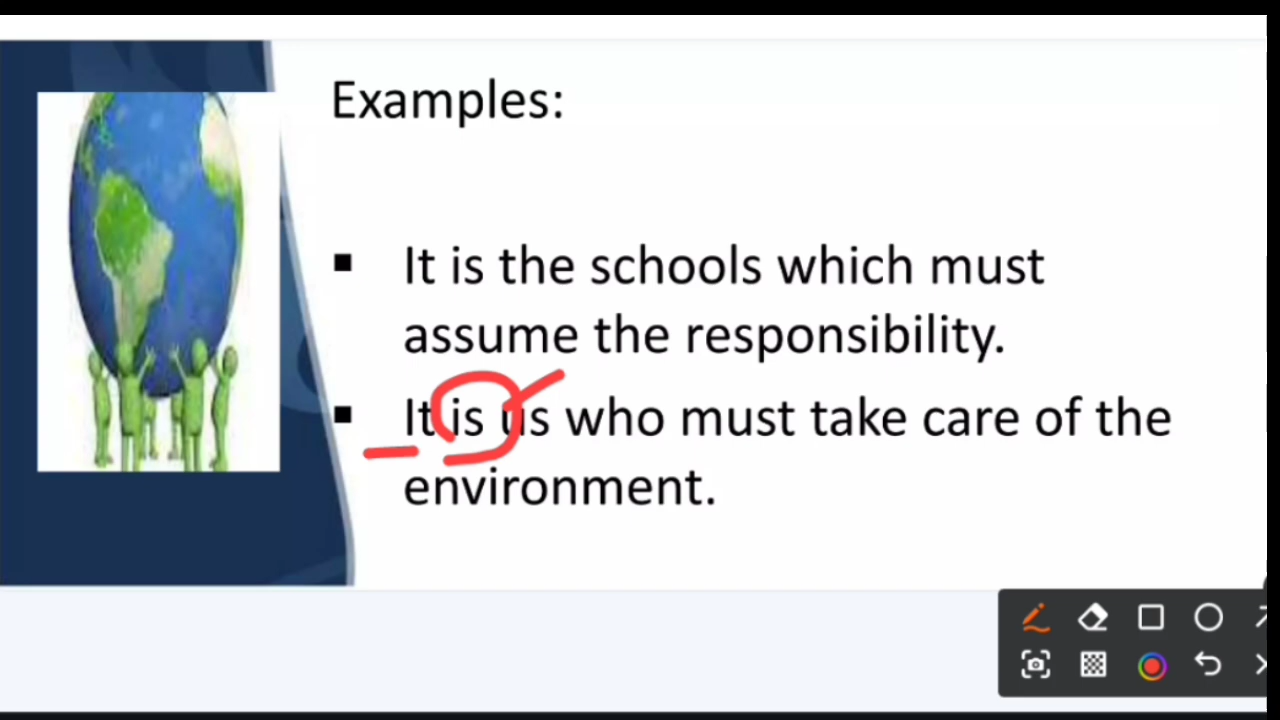 Examples:
▪ It is the schools which must
assume the responsibility.
▪ It is us who must take care of the
environment.